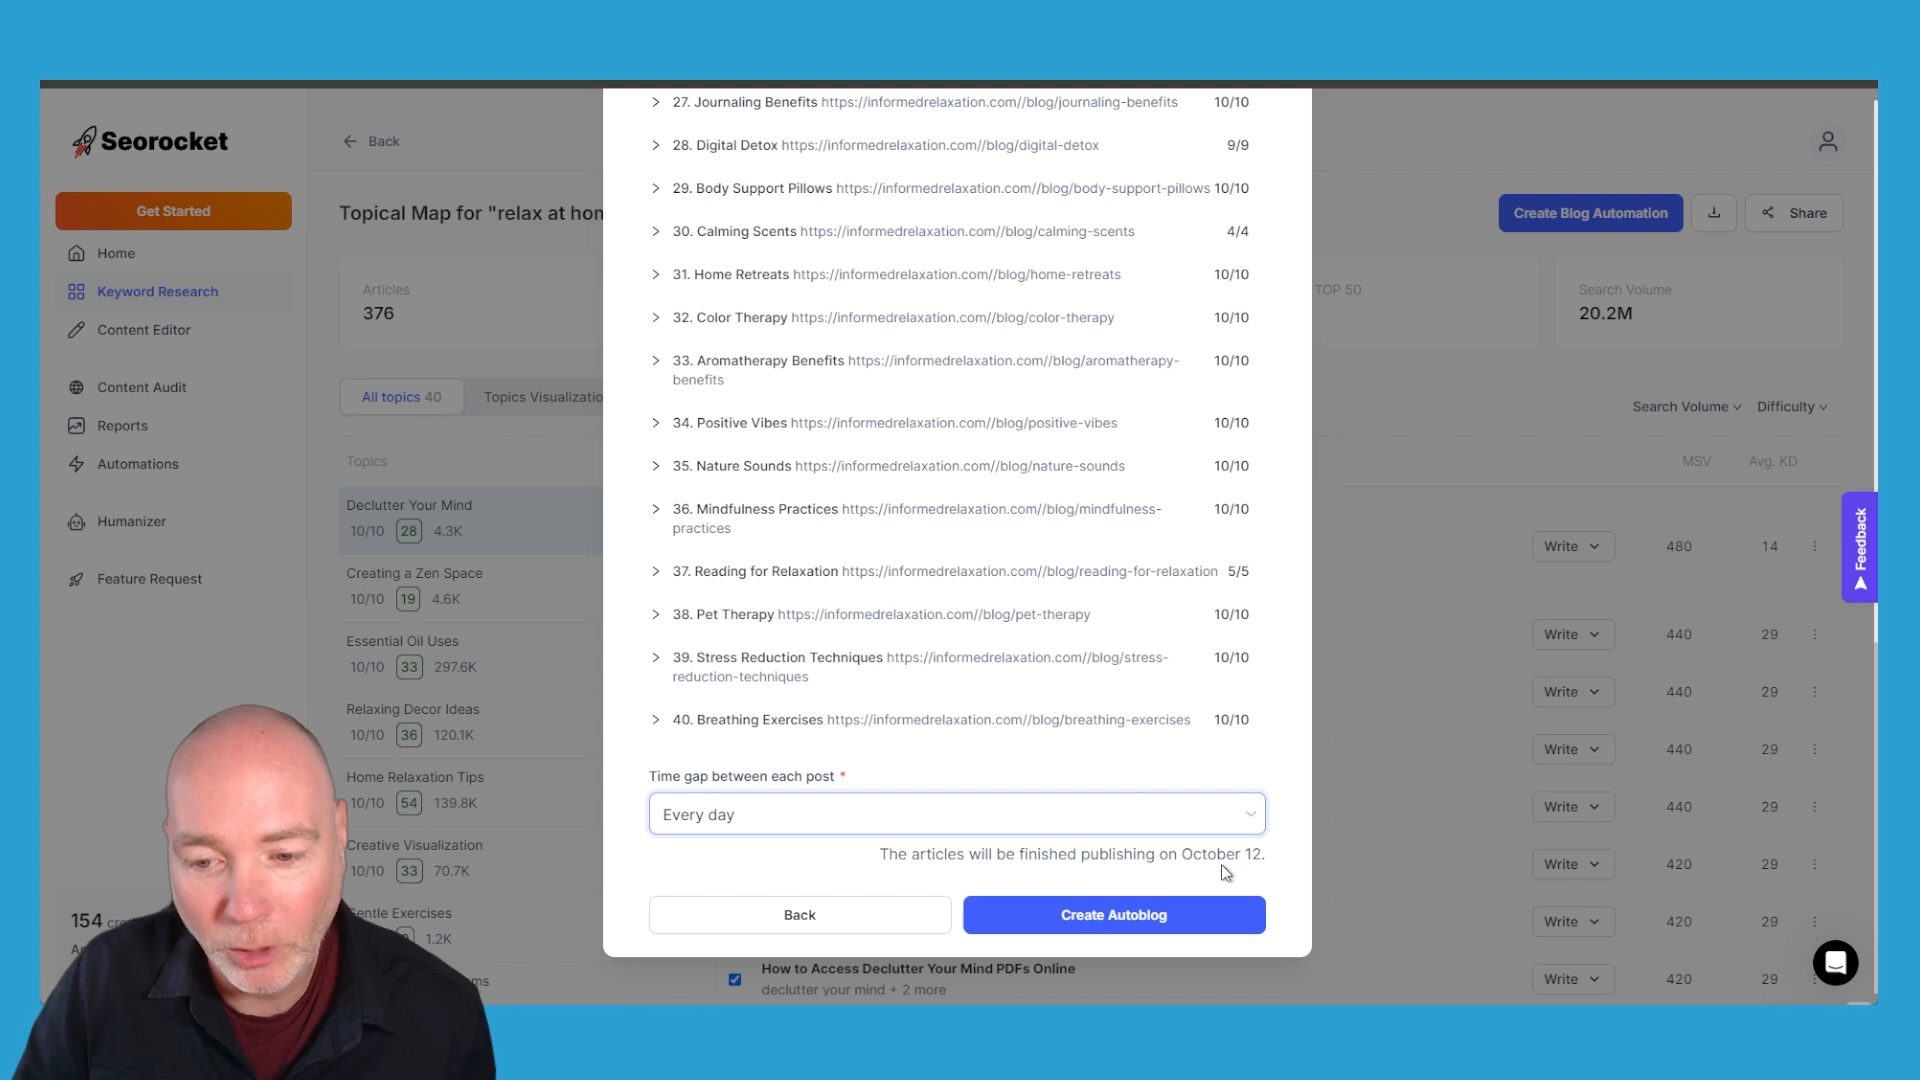 Seorocket
Get Started
Home
Keyword Research
Content Editor
Content Audit
Reports
Automations
Humanizer
Feature Request
154
Back
Topical Map for "relax at
Create Blog Automation
Share
Articles
376
TOP 50
Search Volume
20.2M
All topics 40
Topics
Search Volume
Difficulty
Topics
MSV
Avg. KD
Declutter Your Mind
10/10 28 4.3K
Creating a Zen Space
10/10 19 4.6K
Essential Oil Uses
10/10 33 297.6K
Relaxing Decor Ideas
10/10 36 120.1K
Home Relaxation Tips
10/10 54 139.8K
Creative Visualization
10/10 33 70.7K
Gentle Exercises
1.2K
27. Journaling Benefits https://informedrelaxation.com//blog/journaling-benefits 10/10
28. Digital Detox https://informedrelaxation.com//blog/digital-detox 9/9
29. Body Support Pillows https://informedrelaxation.com//blog/body-support-pillows 10/10
30. Calming Scents https://informedrelaxation.com//blog/calming-scents 4/4
31. Home Retreats https://informedrelaxation.com//blog/home-retreats 10/10
32. Color Therapy https://informedrelaxation.com//blog/color-therapy 10/10
33. Aromatherapy Benefits https://informedrelaxation.com//blog/aromatherapy- 10/10
benefits
34. Positive Vibes https://informedrelaxation.com//blog/positive-vibes 10/10
35. Nature Sounds https://informedrelaxation.com//blog/nature-sounds 10/10
36. Mindfulness Practices https://informedrelaxation.com//blog/mindfulness- 10/10
practices
37. Reading for Relaxation https://informedrelaxation.com//blog/reading-for-relaxation 5/5
38. Pet Therapy https://informedrelaxation.com//blog/pet-therapy 10/10
39. Stress Reduction Techniques https://informedrelaxation.com//blog/stress- 10/10
reduction-techniques
40. Breathing Exercises https://informedrelaxation.com//blog/breathing-exercises 10/10
Time gap between each post *
Every day
The articles will be finished publishing on October 12.
Back
Create Autoblog
How to Access Declutter Your Mind PDFs Online
declutter your mind + 2 more
Write 480 14
Write 440 29
Write 440 29
Write 440 29
Write 440 29
Write 420 29
Write 420 29
Write 420 29
Feedback